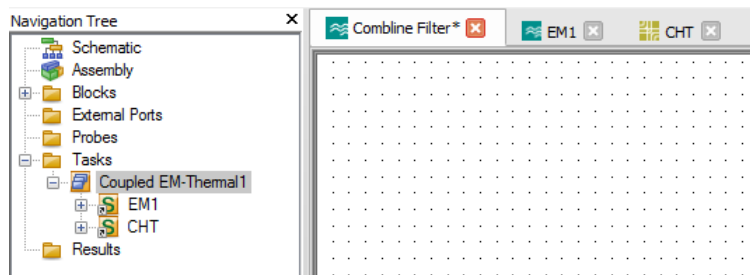 Navigation Tree
Schematic
Assembly
Blocks
External Ports
Probes
Tasks
Coupled EM-Thermal1
EM1
CHT
Results
Combline Filter* EM1 CHT